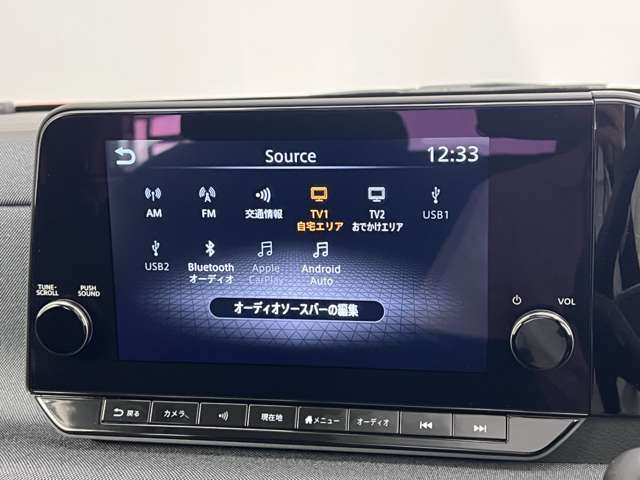 Source
12:33
AM
FM
交通情報
TV1
自宅エリア
TV2
おでかけエリア
USB1
USB2
Bluetooth
オーディオ
Apple
CarPlay
Android
Auto
オーディオソースバーの編集
TUNE-
SCROLL
PUSH
SOUND
VOL
戻る
カメラ
現在地
メニュー
オーディオ